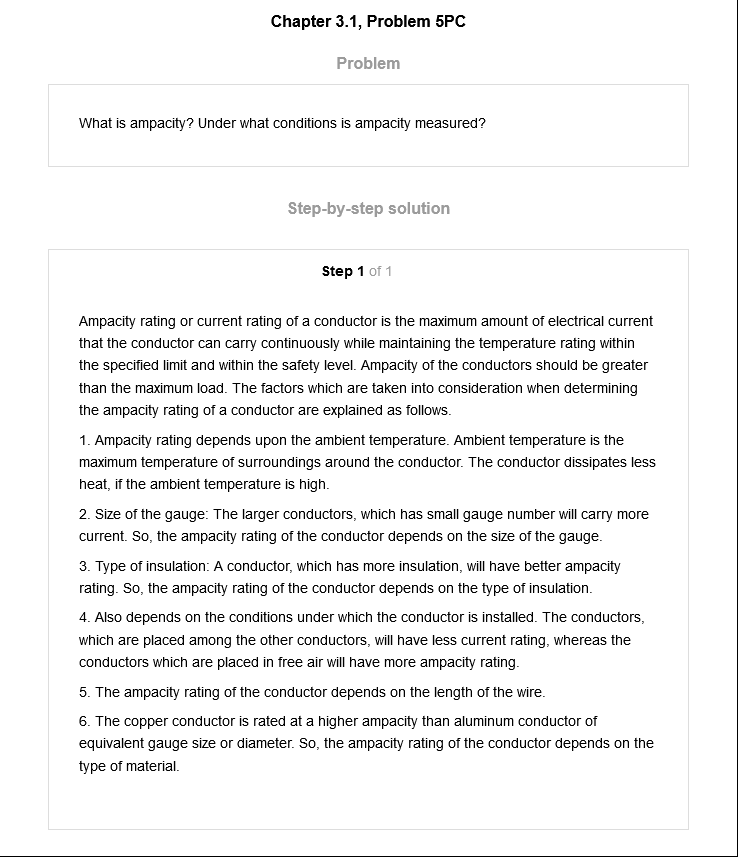 Chapter 3.1, Problem 5PC
Problem
What is ampacity? Under what conditions is ampacity measured?
Step-by-step solution
Step 1 of 1
Ampacity rating or current rating of a conductor is the maximum amount of electrical current
that the conductor can carry continuously while maintaining the temperature rating within
the specified limit and within the safety level. Ampacity of the conductors should be greater
than the maximum load. The factors which are taken into consideration when determining
the ampacity rating of a conductor are explained as follows.
1. Ampacity rating depends upon the ambient temperature. Ambient temperature is the
maximum temperature of surroundings around the conductor. The conductor dissipates less
heat, if the ambient temperature is high.
2. Size of the gauge: The larger conductors, which has small gauge number will carry more
current. So, the ampacity rating of the conductor depends on the size of the gauge.
3. Type of insulation: A conductor, which has more insulation, will have better ampacity
rating. So, the ampacity rating of the conductor depends on the type of insulation.
4. Also depends on the conditions under which the conductor is installed. The conductors,
which are placed among the other conductors, will have less current rating, whereas the
conductors which are placed in free air will have more ampacity rating.
5. The ampacity rating of the conductor depends on the length of the wire.
6. The copper conductor is rated at a higher ampacity than aluminum conductor of
equivalent gauge size or diameter. So, the ampacity rating of the conductor depends on the
type of material.